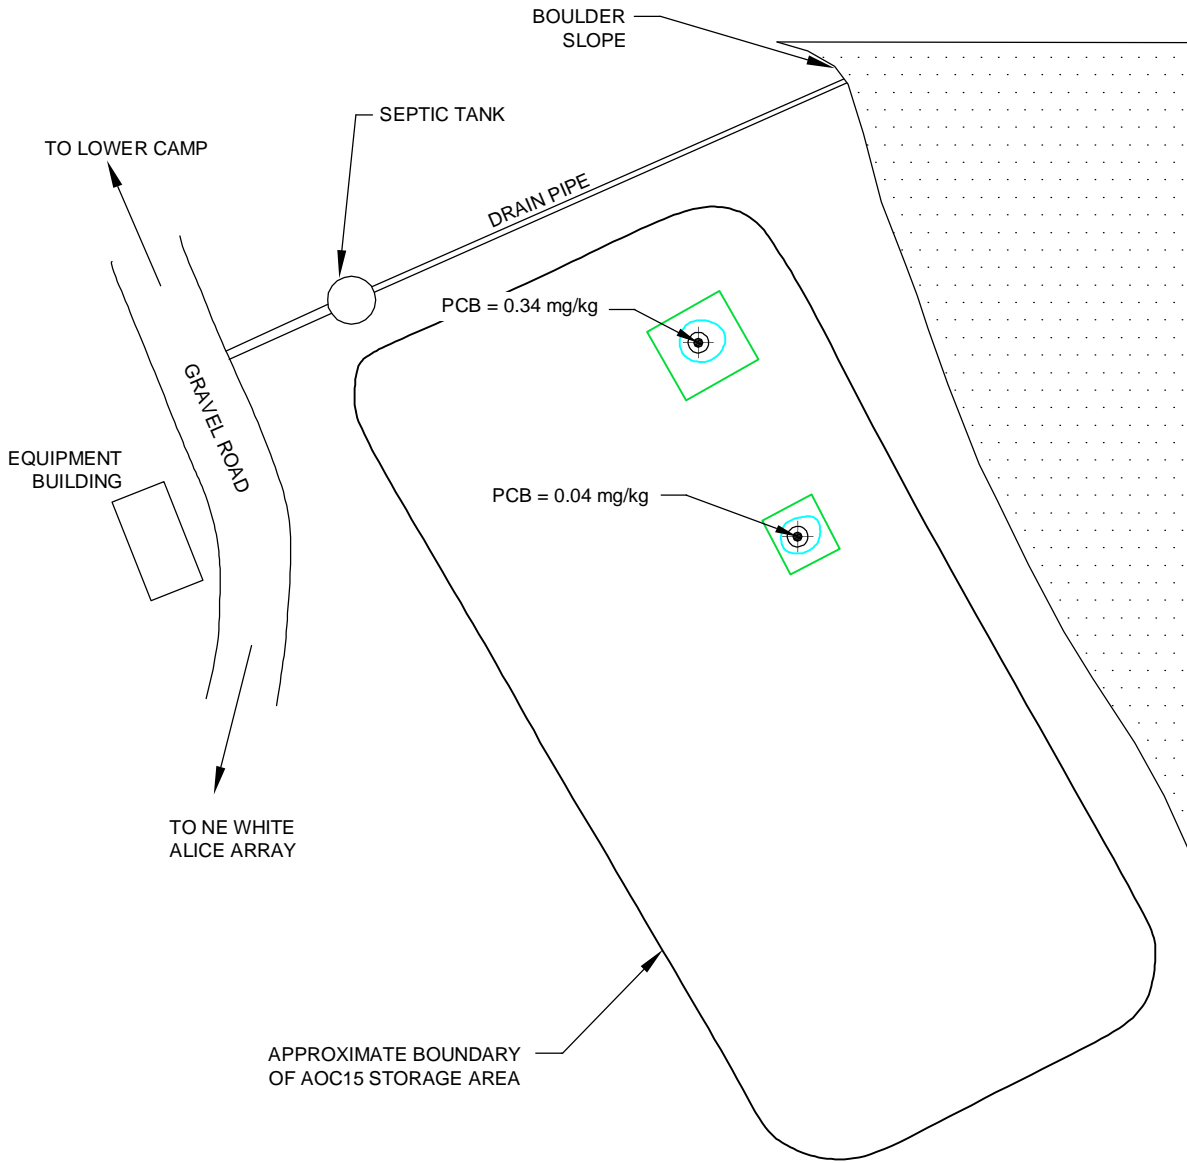 BOULDER
SLOPE
SEPTIC TANK
TO LOWER CAMP
DRAIN PIPE
PCB = 0.34 mg/kg
GRAVEL ROAD
EQUIPMENT
BUILDING
PCB = 0.04 mg/kg
TO NE WHITE
ALICE ARRAY
APPROXIMATE BOUNDARY
OF AOC15 STORAGE AREA